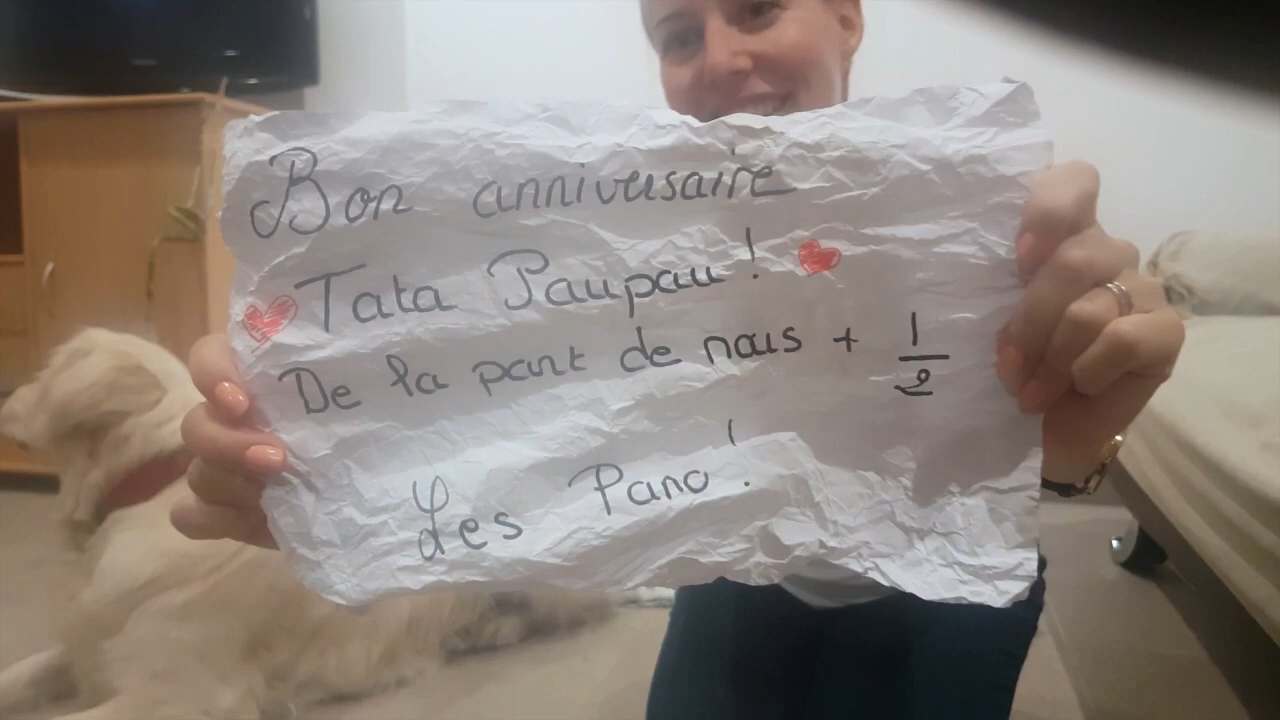 Bon anniversaire
Tata Paupau !
De la part de nous + 1/2
Les Pano !